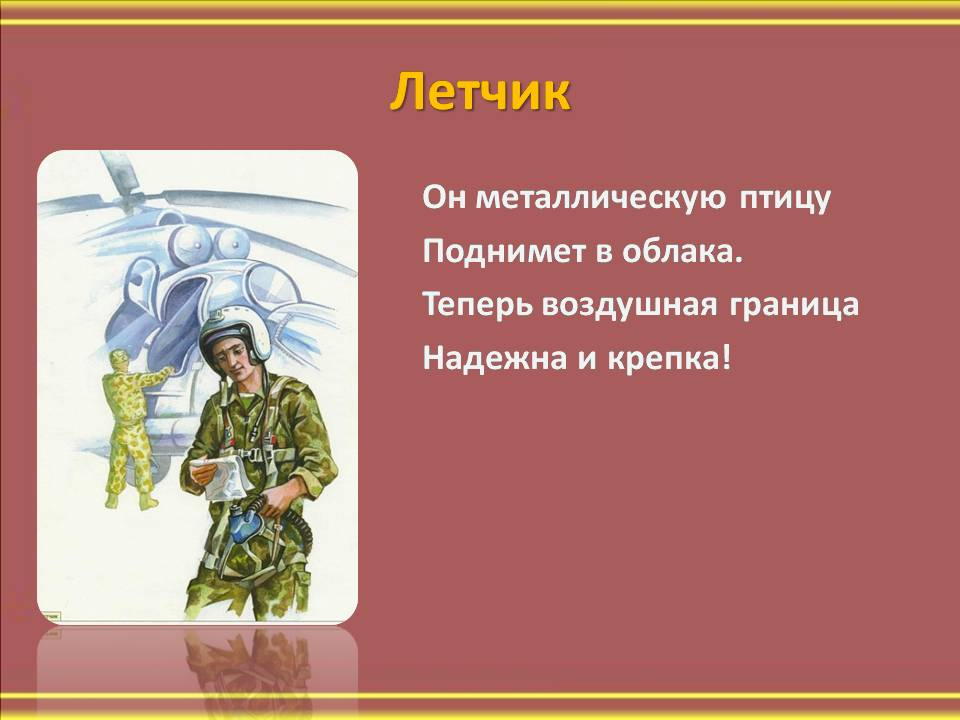 Летчик
Он металлическую птицу
Поднимет в облака.
Теперь воздушная граница
Надежна и крепка!